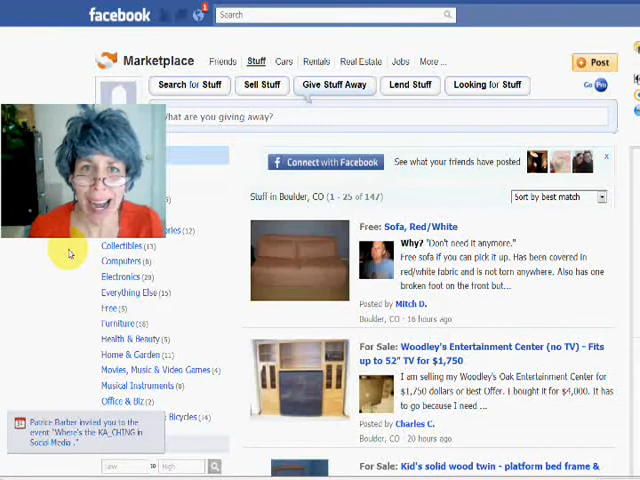 facebook
1
Search
Marketplace Friends Stuff Cars Rentals Real Estate Jobs More ...
Post
Search for Stuff Sell Stuff Give Stuff Away Lend Stuff Looking for Stuff
Go Pro
hat are you giving away?
Connect with Facebook See what your friends have posted x
Stuff in Boulder, CO (1 - 25 of 147) Sort by best match
Free: Sofa, Red/White
Why? "Don't need it anymore."
Free sofa if you can pick it up. Has been covered in
red/white fabric and is not torn anywhere. Also has one
broken foot on the front but...
Posted by Mitch D.
Boulder, CO - 16 hours ago
For Sale: Woodley's Entertainment Center (no TV) - Fits
up to 52" TV for $1,750
I am selling my Woodley's Oak Entertainment Center for
$1,750 dollars or Best Offer. I bought it for $4,000. It has
to go because I need ...
Posted by Charles C.
Boulder, CO - 20 hours ago
For Sale: Kid's solid wood twin - platform bed frame &
ories (12)
Collectibles (13)
Computers (8)
Electronics (29)
Everything Else (15)
Free (5)
Furniture (18)
Health & Beauty (5)
Home & Garden (11)
Movies, Music & Video Games (4)
Musical Instruments (9)
Office & Biz (2)
Bicycles (14)
Patrice Barber invited you to the
event "Where's the KA_CHING in
Social Media ."
Low to High